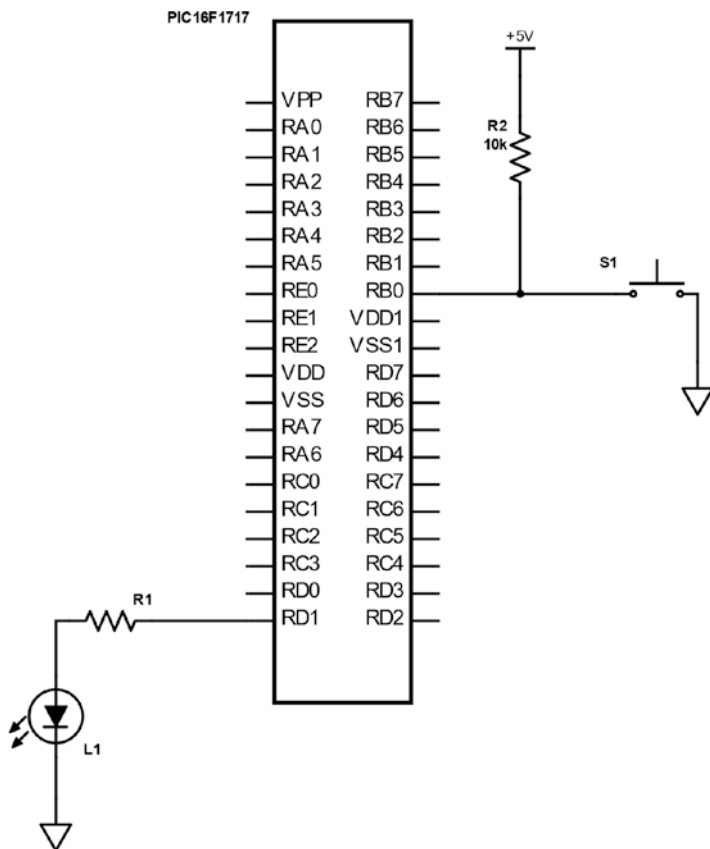 PIC16F1717
+5V
R2
10k
S1
VPP RB7
RA0 RB6
RA1 RB5
RA2 RB4
RA3 RB3
RA4 RB2
RA5 RB1
RE0 RB0
RE1 VDD1
RE2 VSS1
VDD RD7
VSS RD6
RA7 RD5
RA6 RD4
RC0 RC7
RC1 RC6
RC2 RC5
RC3 RC4
RD0 RD3
RD1 RD2
R1
L1